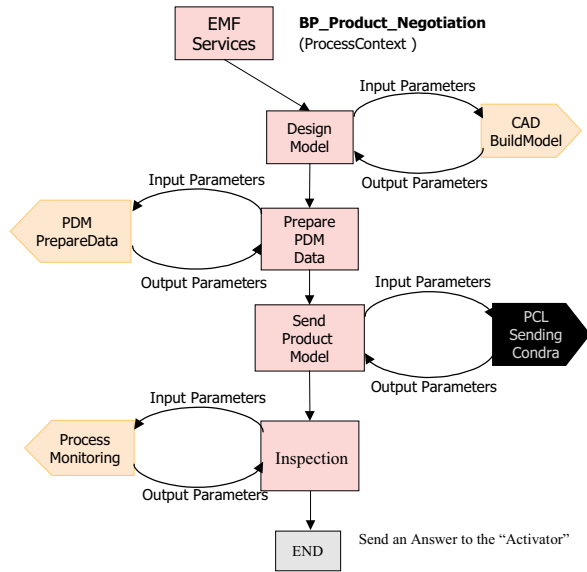 EMF
Services
BP_Product_Negotiation
(ProcessContext )
Input Parameters
Design
Model
CAD
BuildModel
Output Parameters
Input Parameters
PDM
PrepareData
Prepare
PDM
Data
Output Parameters
Input Parameters
Send
Product
Model
PCL
Sending
Condra
Output Parameters
Input Parameters
Process
Monitoring
Inspection
Output Parameters
END
Send an Answer to the “Activator”